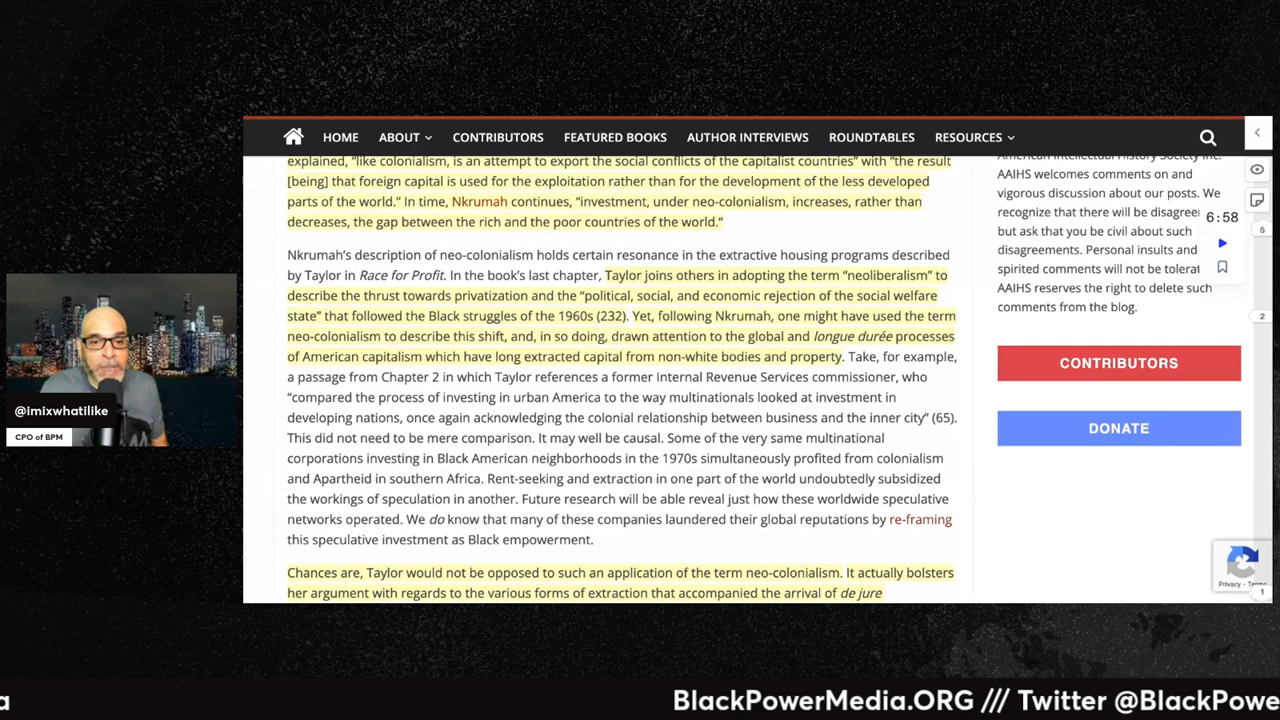 HOME
ABOUT
CONTRIBUTORS
FEATURED BOOKS
AUTHOR INTERVIEWS
ROUNDTABLES
RESOURCES
explained, “like colonialism, is an attempt to export the social conflicts of the capitalist countries” with “the result
[being] that foreign capital is used for the exploitation rather than for the development of the less developed
parts of the world.” In time, Nkrumah continues, “investment, under neo-colonialism, increases, rather than
decreases, the gap between the rich and the poor countries of the world.”
Nkrumah’s description of neo-colonialism holds certain resonance in the extractive housing programs described
by Taylor in Race for Profit. In the book’s last chapter, Taylor joins others in adopting the term “neoliberalism” to
describe the thrust towards privatization and the “political, social, and economic rejection of the social welfare
state” that followed the Black struggles of the 1960s (232). Yet, following Nkrumah, one might have used the term
neo-colonialism to describe this shift, and, in so doing, drawn attention to the global and longue durée processes
of American capitalism which have long extracted capital from non-white bodies and property. Take, for example,
a passage from Chapter 2 in which Taylor references a former Internal Revenue Services commissioner, who
“compared the process of investing in urban America to the way multinationals looked at investment in
developing nations, once again acknowledging the colonial relationship between business and the inner city” (65).
This did not need to be mere comparison. It may well be causal. Some of the very same multinational
corporations investing in Black American neighborhoods in the 1970s simultaneously profited from colonialism
and Apartheid in southern Africa. Rent-seeking and extraction in one part of the world undoubtedly subsidized
the workings of speculation in another. Future research will be able reveal just how these worldwide speculative
networks operated. We do know that many of these companies laundered their global reputations by re-framing
this speculative investment as Black empowerment.
Chances are, Taylor would not be opposed to such an application of the term neo-colonialism. It actually bolsters
her argument with regards to the various forms of extraction that accompanied the arrival of de jure
American Intellectual History Society Inc.
AAIHS welcomes comments on and
vigorous discussion about our posts. We
recognize that there will be disagree
but ask that you be civil about such
disagreements. Personal insults and
spirited comments will not be tolerat
AAIHS reserves the right to delete such
comments from the blog.
CONTRIBUTORS
DONATE
6:58
5
2
1
Privacy - Terms
@imixwhatilike
CPO of BPM
a
BlackPowerMedia.ORG /// Twitter @BlackPowe